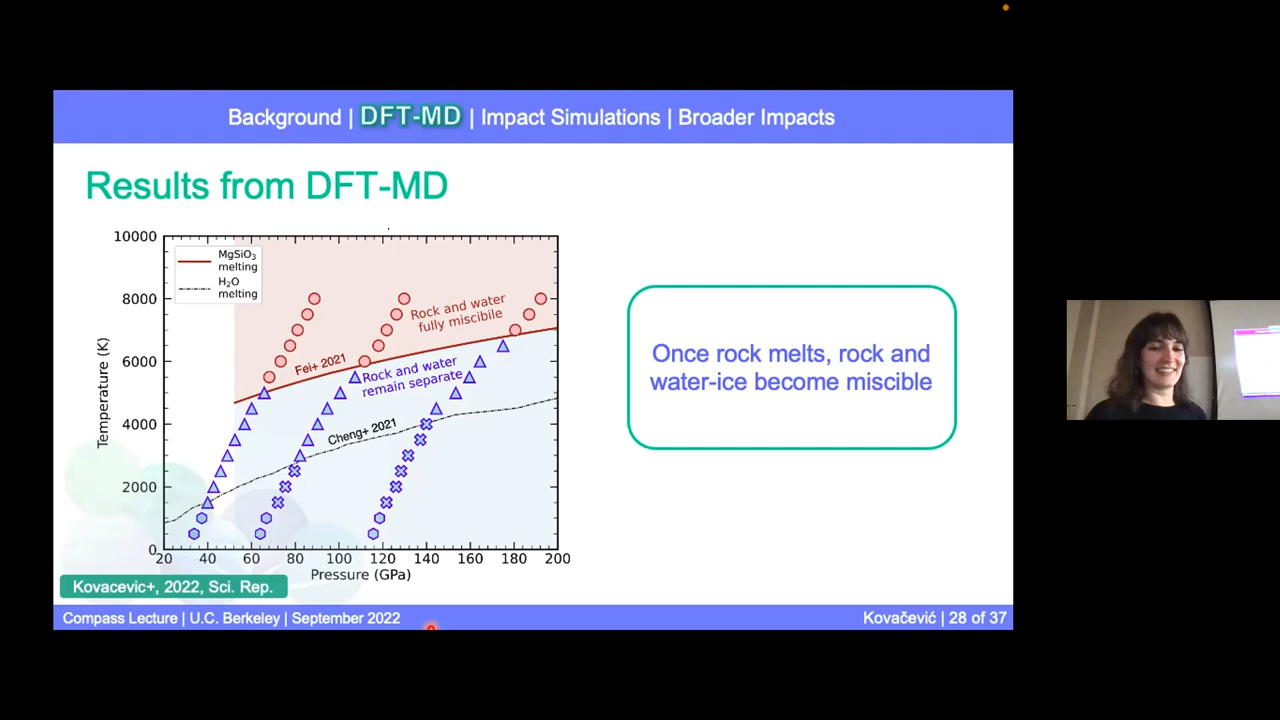 Background | DFT-MD | Impact Simulations | Broader Impacts
Results from DFT-MD
10000
8000
6000
4000
2000
0
Temperature (K)
MgSiO₃
melting
H₂O
melting
Rock and water
fully miscibile
Fei+ 2021
Rock and water
remain separate
Cheng+ 2021
20 40 60 80 100 120 140 160 180 200
Pressure (GPa)
Once rock melts, rock and
water-ice become miscible
Kovacevic+, 2022, Sci. Rep.
Compass Lecture | U.C. Berkeley | September 2022
Kovačević | 28 of 37